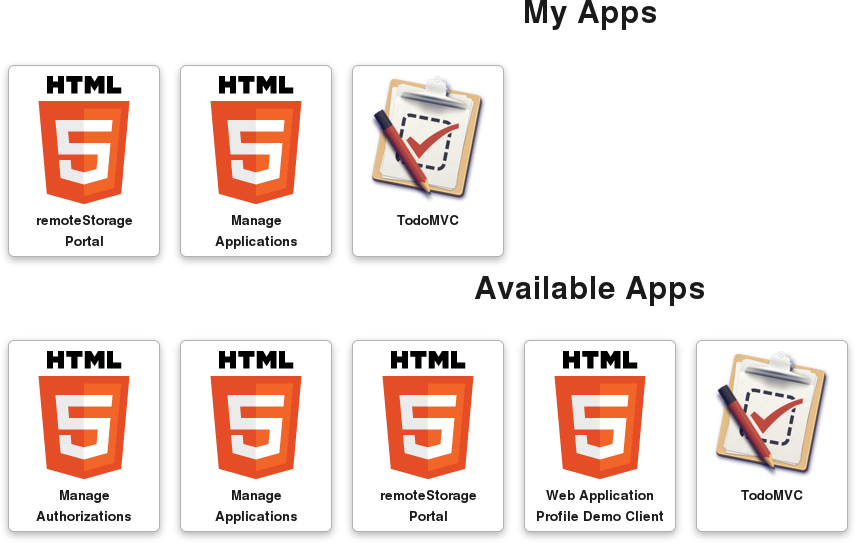 My Apps
HTML HTML
remoteStorage Manage TodoMVC
Portal Applications
Available Apps
HTML HTML HTML HTML
Manage Manage remoteStorage Web Application TodoMVC
Authorizations Applications Portal Profile Demo Client